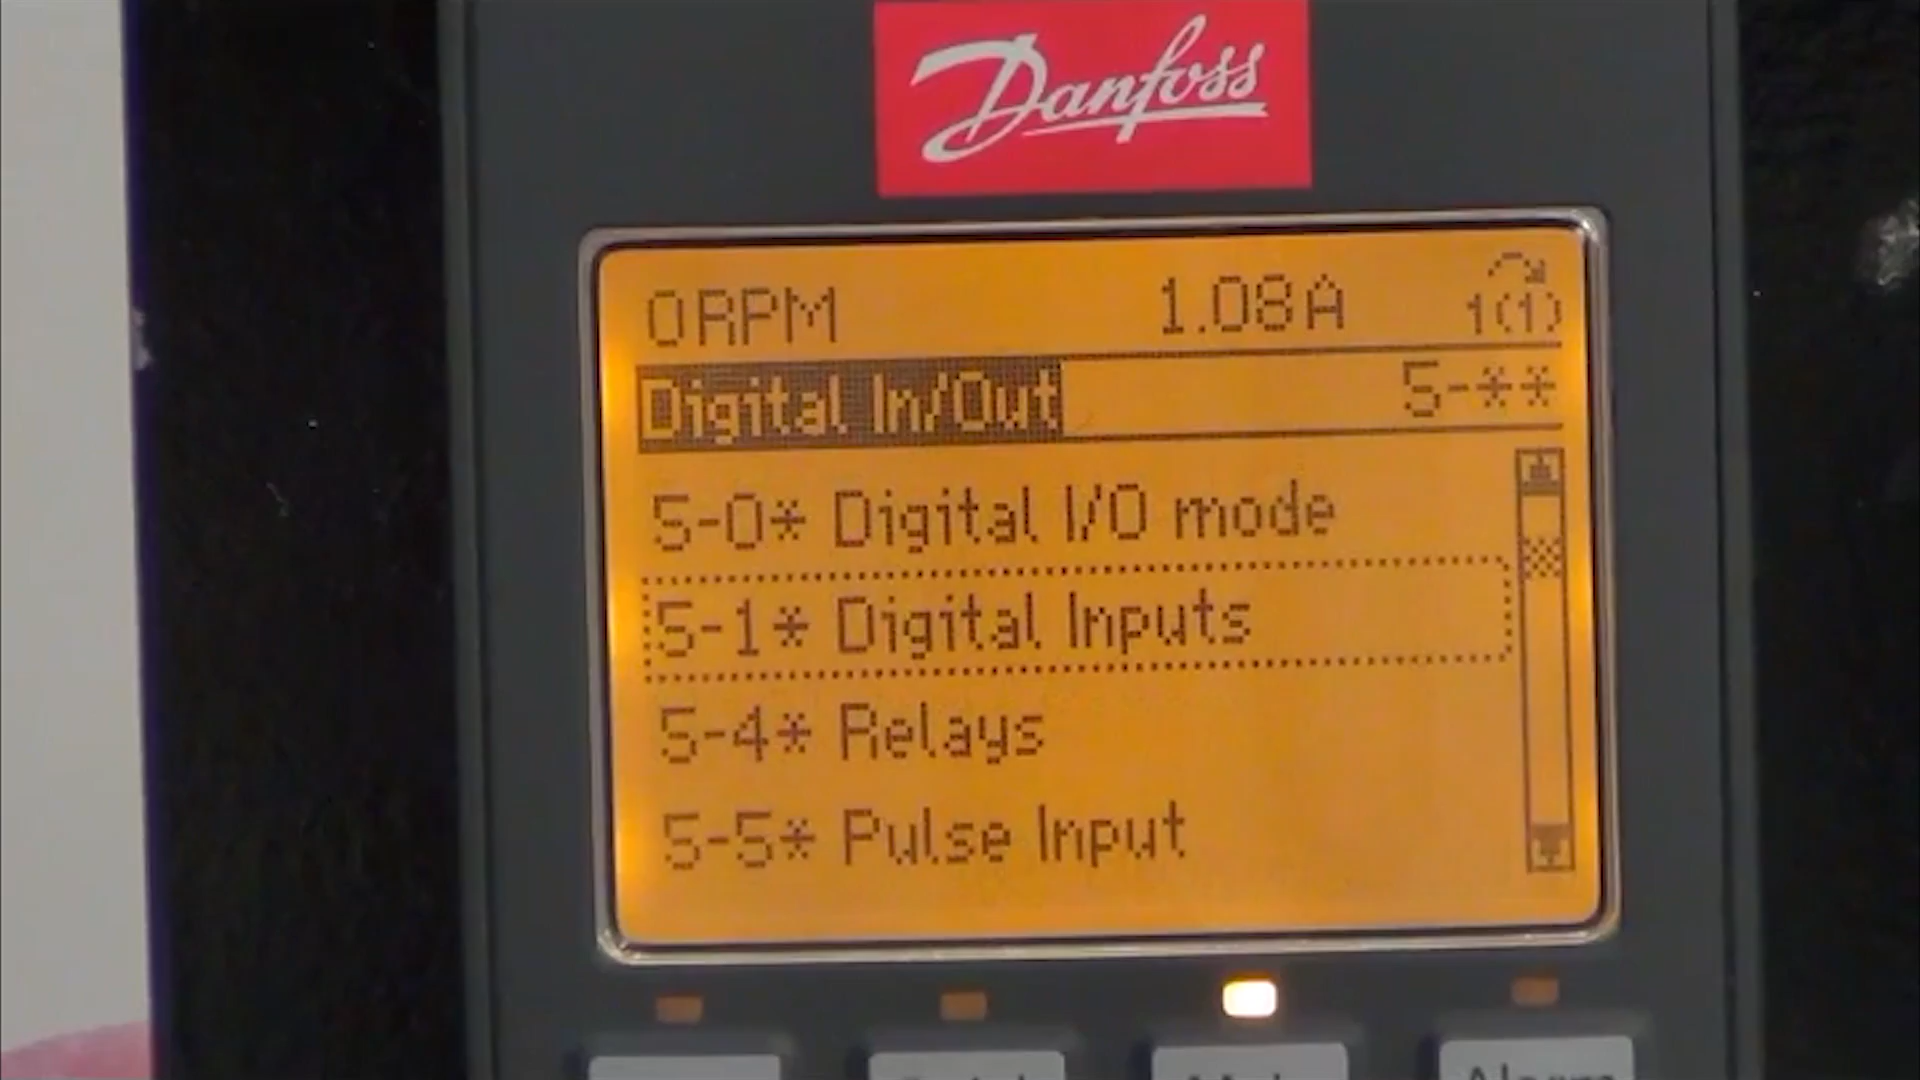 Danfoss
0RPM 1.08A 1(1)
Digital In/Out 5-**
5-0* Digital I/O mode
5-1* Digital Inputs
5-4* Relays
5-5* Pulse Input
Alarm